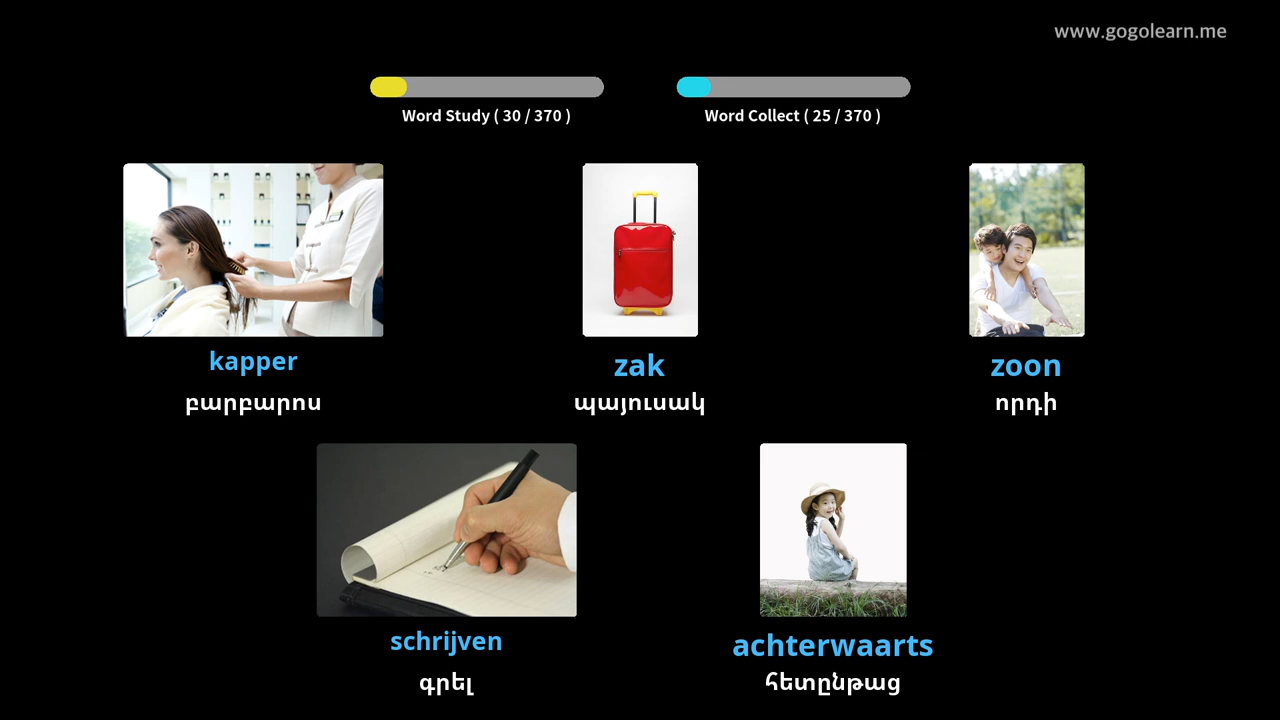 www.gogolearn.me
Word Study ( 30 / 370 )
Word Collect ( 25 / 370 )
kapper
բարբարոս
zak
պայուսակ
zoon
որդի
schrijven
գրել
achterwaarts
հետընթաց